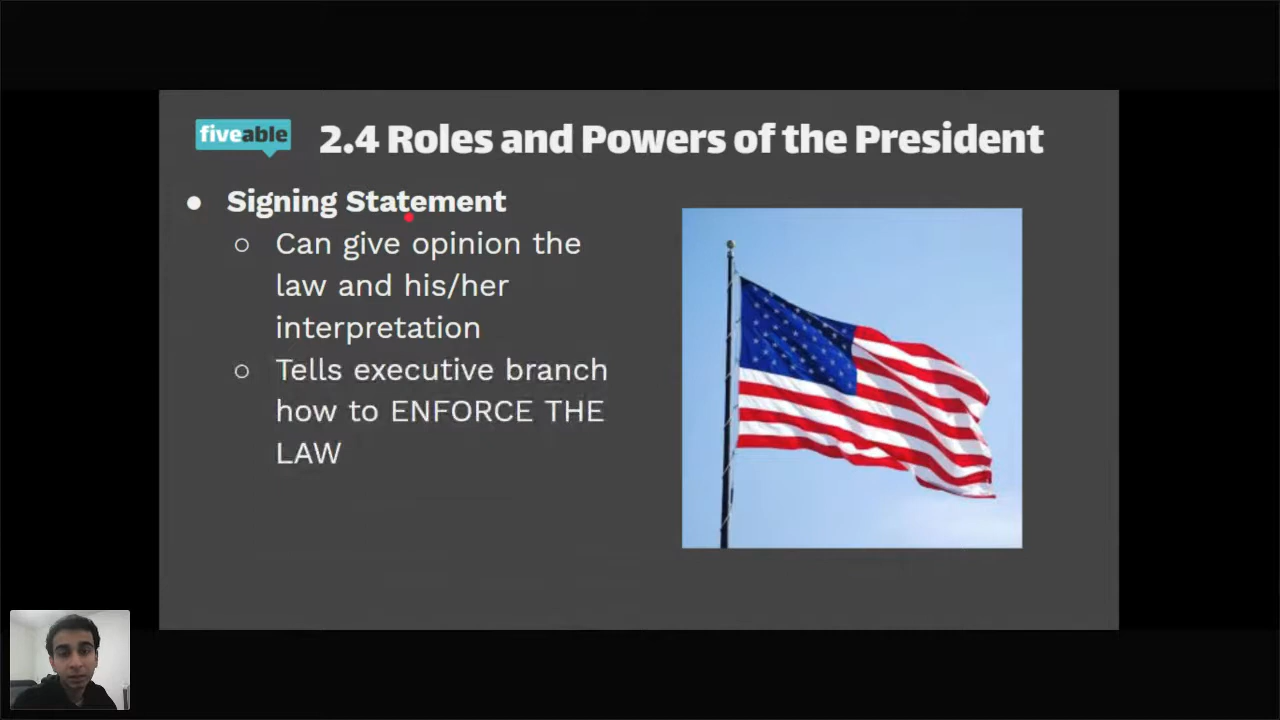 fiveable
2.4 Roles and Powers of the President
● Signing Statement
○ Can give opinion the
law and his/her
interpretation
○ Tells executive branch
how to ENFORCE THE
LAW